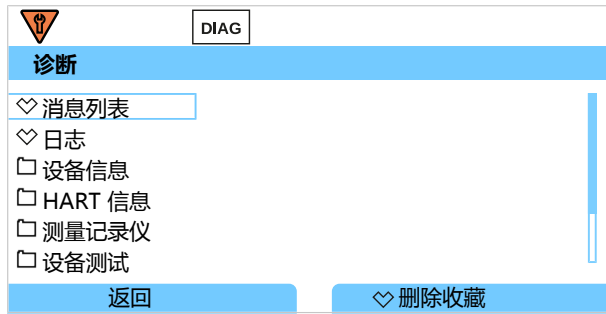 DIAG
诊断
消息列表
日志
设备信息
HART 信息
测量记录仪
设备测试
返回
删除收藏